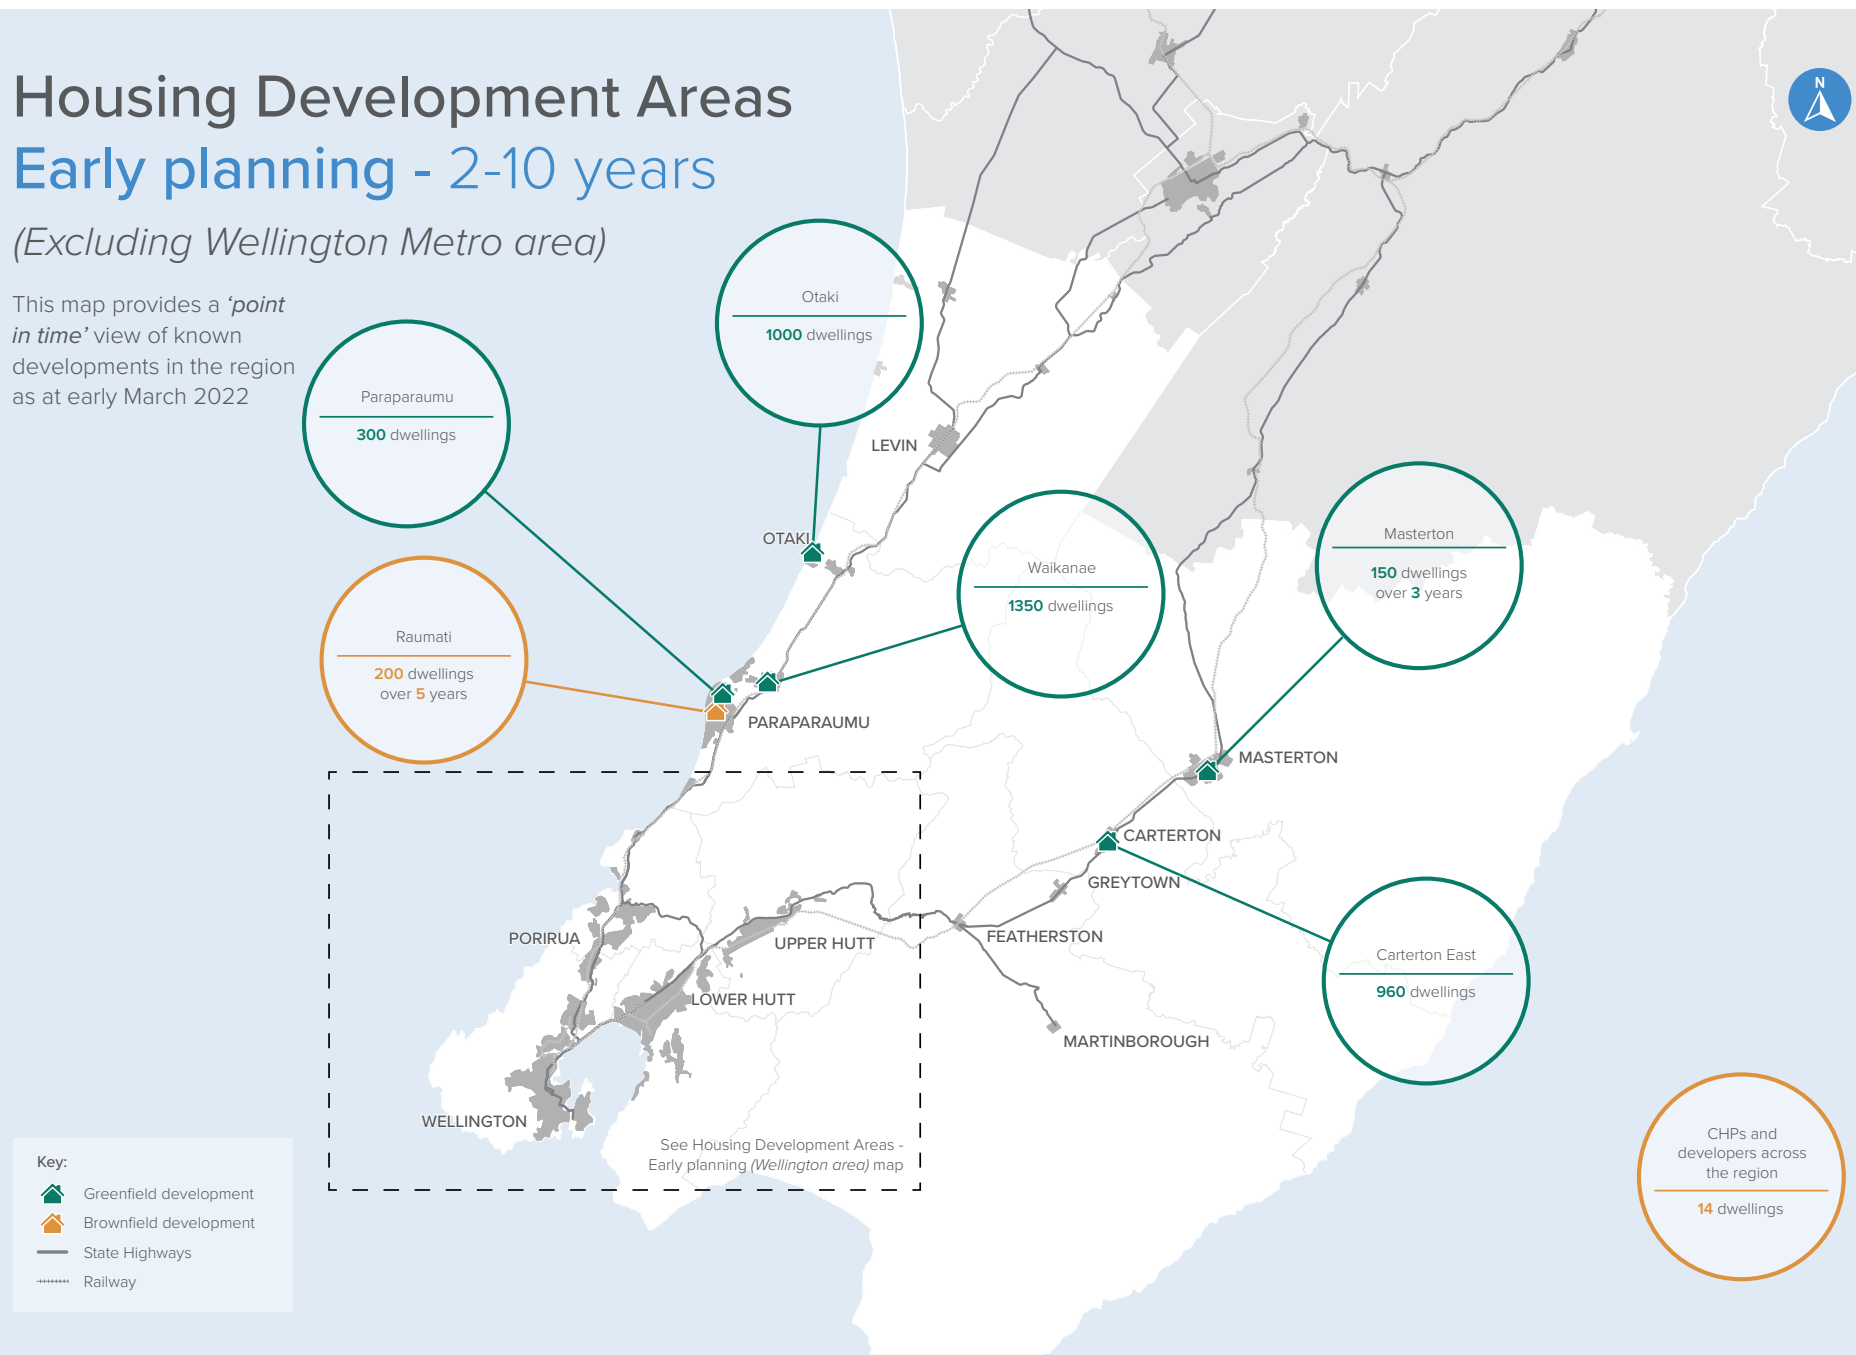 Housing Development Areas
Early planning - 2-10 years
(Excluding Wellington Metro area)
This map provides a ‘point
in time’ view of known
developments in the region
as at early March 2022
N
Otaki
1000 dwellings
Paraparaumu
300 dwellings
LEVIN
OTAKI
Waikanae
1350 dwellings
Masterton
150 dwellings
over 3 years
Raumati
200 dwellings
over 5 years
PARAPARAUMU
MASTERTON
CARTERTON
GREYTOWN
PORIRUA
UPPER HUTT
FEATHERSTON
Carterton East
960 dwellings
LOWER HUTT
MARTINBOROUGH
WELLINGTON
See Housing Development Areas -
Early planning (Wellington area) map
CHPs and
developers across
the region
14 dwellings
Key:
Greenfield development
Brownfield development
State Highways
Railway